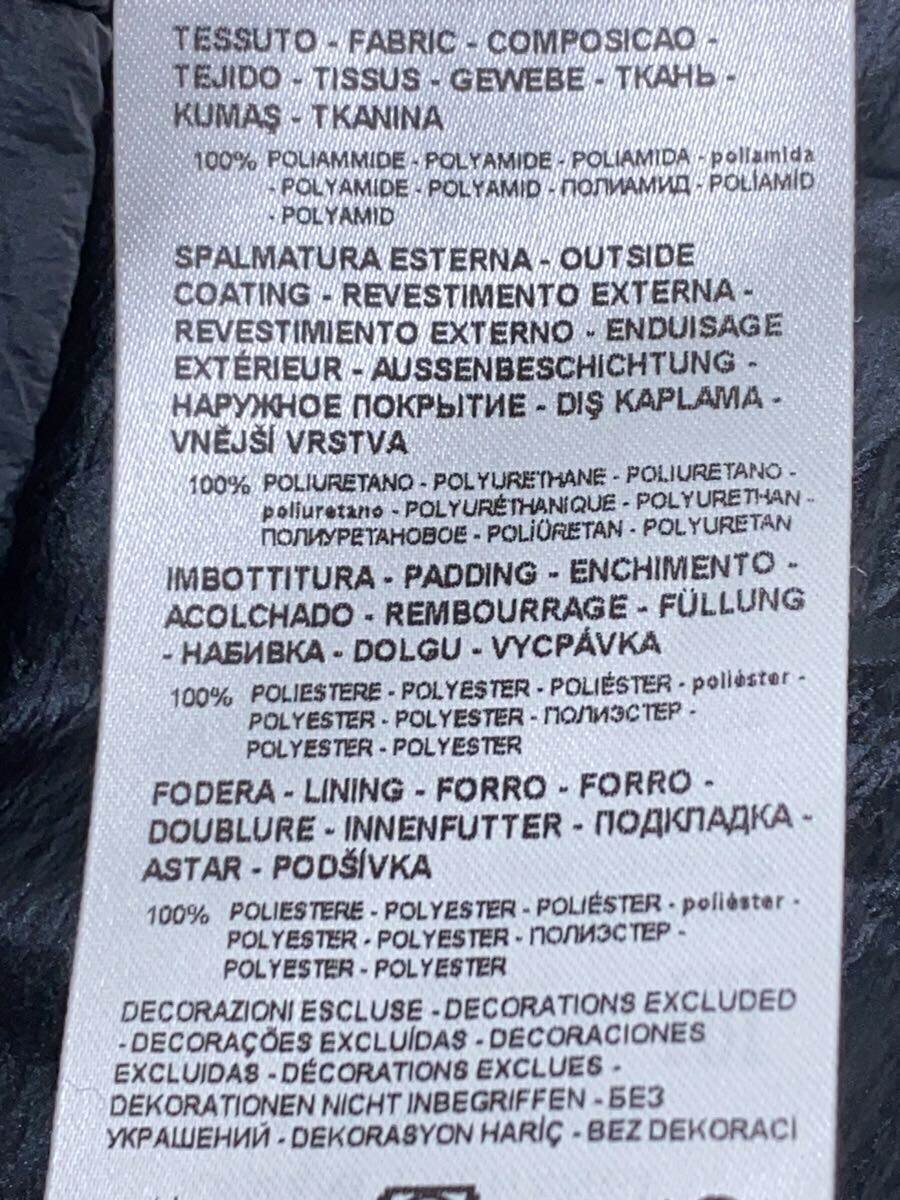 TESSUTO - FABRIC - COMPOSICAO -
TEJIDO - TISSUS - GEWEBE - ТКАНЬ -
KUMAŞ - TKANINA
100% POLIAMMIDE - POLYAMIDE - POLIAMIDA - poliamida
- POLYAMIDE - POLYAMID - ПОЛИАМИД - POLİAMİD
- POLYAMID
SPALMATURA ESTERNA - OUTSIDE
COATING - REVESTIMENTO EXTERNA -
REVESTIMIENTO EXTERNO - ENDUISAGE
EXTÉRIEUR - AUSSENBESCHICHTUNG -
НАРУЖНОЕ ПОКРЫТИЕ - DIŞ KAPLAMA -
VNĚJŠÍ VRSTVA
100% POLIURETANO - POLYURETHANE - POLIURETANO -
poliuretano - POLYURÉTHANIQUE - POLYURETHAN -
ПОЛИУРЕТАНОВОЕ - POLİÜRETAN - POLYURETAN
IMBOTTITURA - PADDING - ENCHIMENTO -
ACOLCHADO - REMBOURRAGE - FÜLLUNG
- НАБИВКА - DOLGU - VYCPÁVKA
100% POLIESTERE - POLYESTER - POLIÉSTER - poliéster -
POLYESTER - POLYESTER - ПОЛИЭСТЕР -
POLYESTER - POLYESTER
FODERA - LINING - FORRO - FORRO -
DOUBLURE - INNENFUTTER - ПОДКЛАДКА -
ASTAR - PODŠÍVKA
100% POLIESTERE - POLYESTER - POLIÉSTER - poliéster -
POLYESTER - POLYESTER - ПОЛИЭСТЕР -
POLYESTER - POLYESTER
DECORAZIONI ESCLUSE - DECORATIONS EXCLUDED
- DECORAÇÕES EXCLUÍDAS - DECORACIONES
EXCLUIDAS - DÉCORATIONS EXCLUES -
DEKORATIONEN NICHT INBEGRIFFEN - БЕЗ
УКРАШЕНИЙ - DEKORASYON HARİÇ - BEZ DEKORACÍ